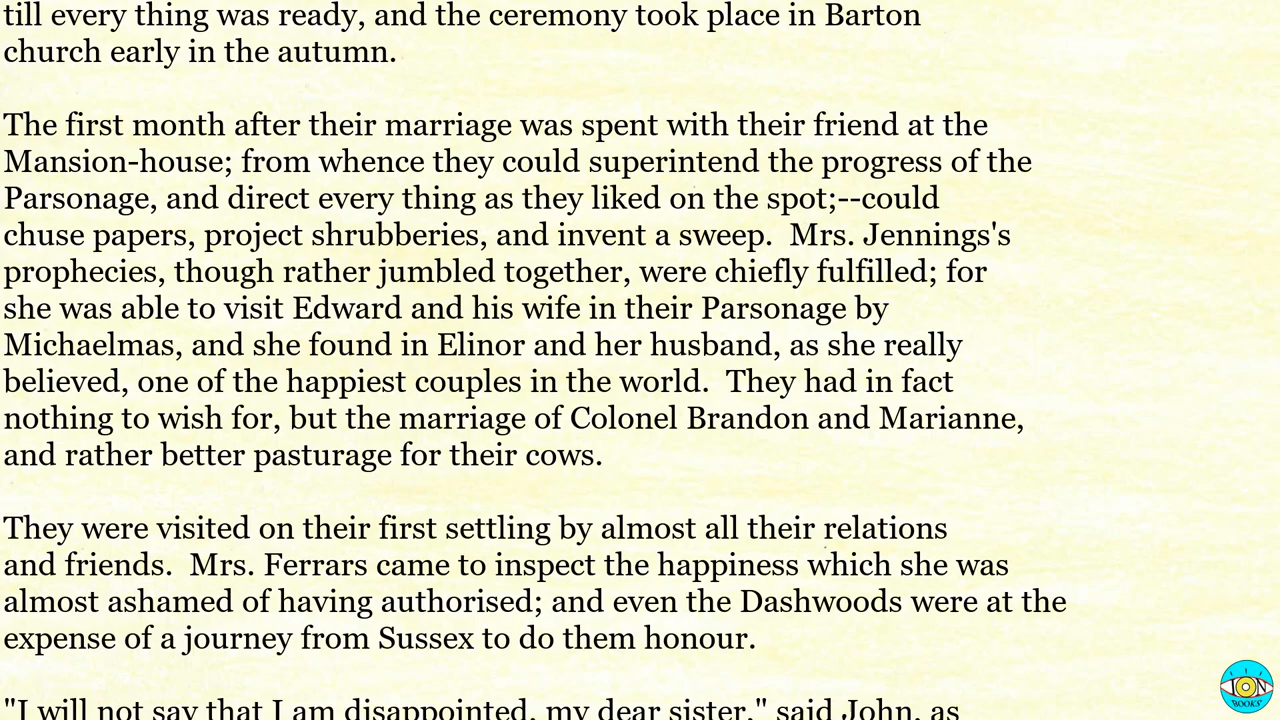 till every thing was ready, and the ceremony took place in Barton
church early in the autumn.
The first month after their marriage was spent with their friend at the
Mansion-house; from whence they could superintend the progress of the
Parsonage, and direct every thing as they liked on the spot;--could
chuse papers, project shrubberies, and invent a sweep.  Mrs. Jennings's
prophecies, though rather jumbled together, were chiefly fulfilled; for
she was able to visit Edward and his wife in their Parsonage by
Michaelmas, and she found in Elinor and her husband, as she really
believed, one of the happiest couples in the world.  They had in fact
nothing to wish for, but the marriage of Colonel Brandon and Marianne,
and rather better pasturage for their cows.
They were visited on their first settling by almost all their relations
and friends.  Mrs. Ferrars came to inspect the happiness which she was
almost ashamed of having authorised; and even the Dashwoods were at the
expense of a journey from Sussex to do them honour.
"I will not say that I am disappointed, my dear sister," said John, as
ION
BOOKS